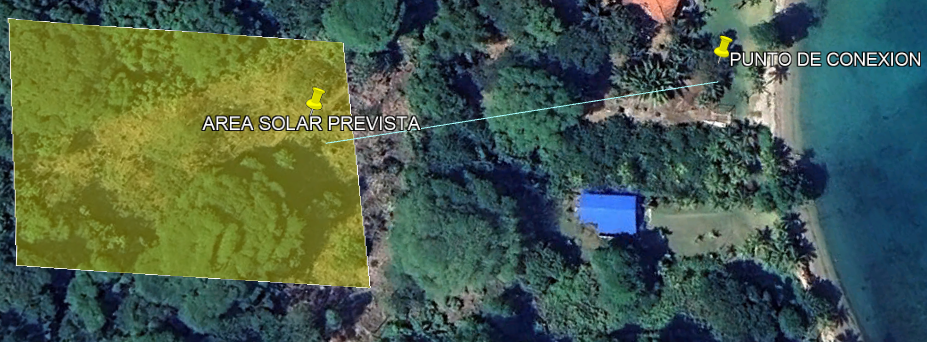 PUNTO DE CONEXION
AREA SOLAR PREVISTA